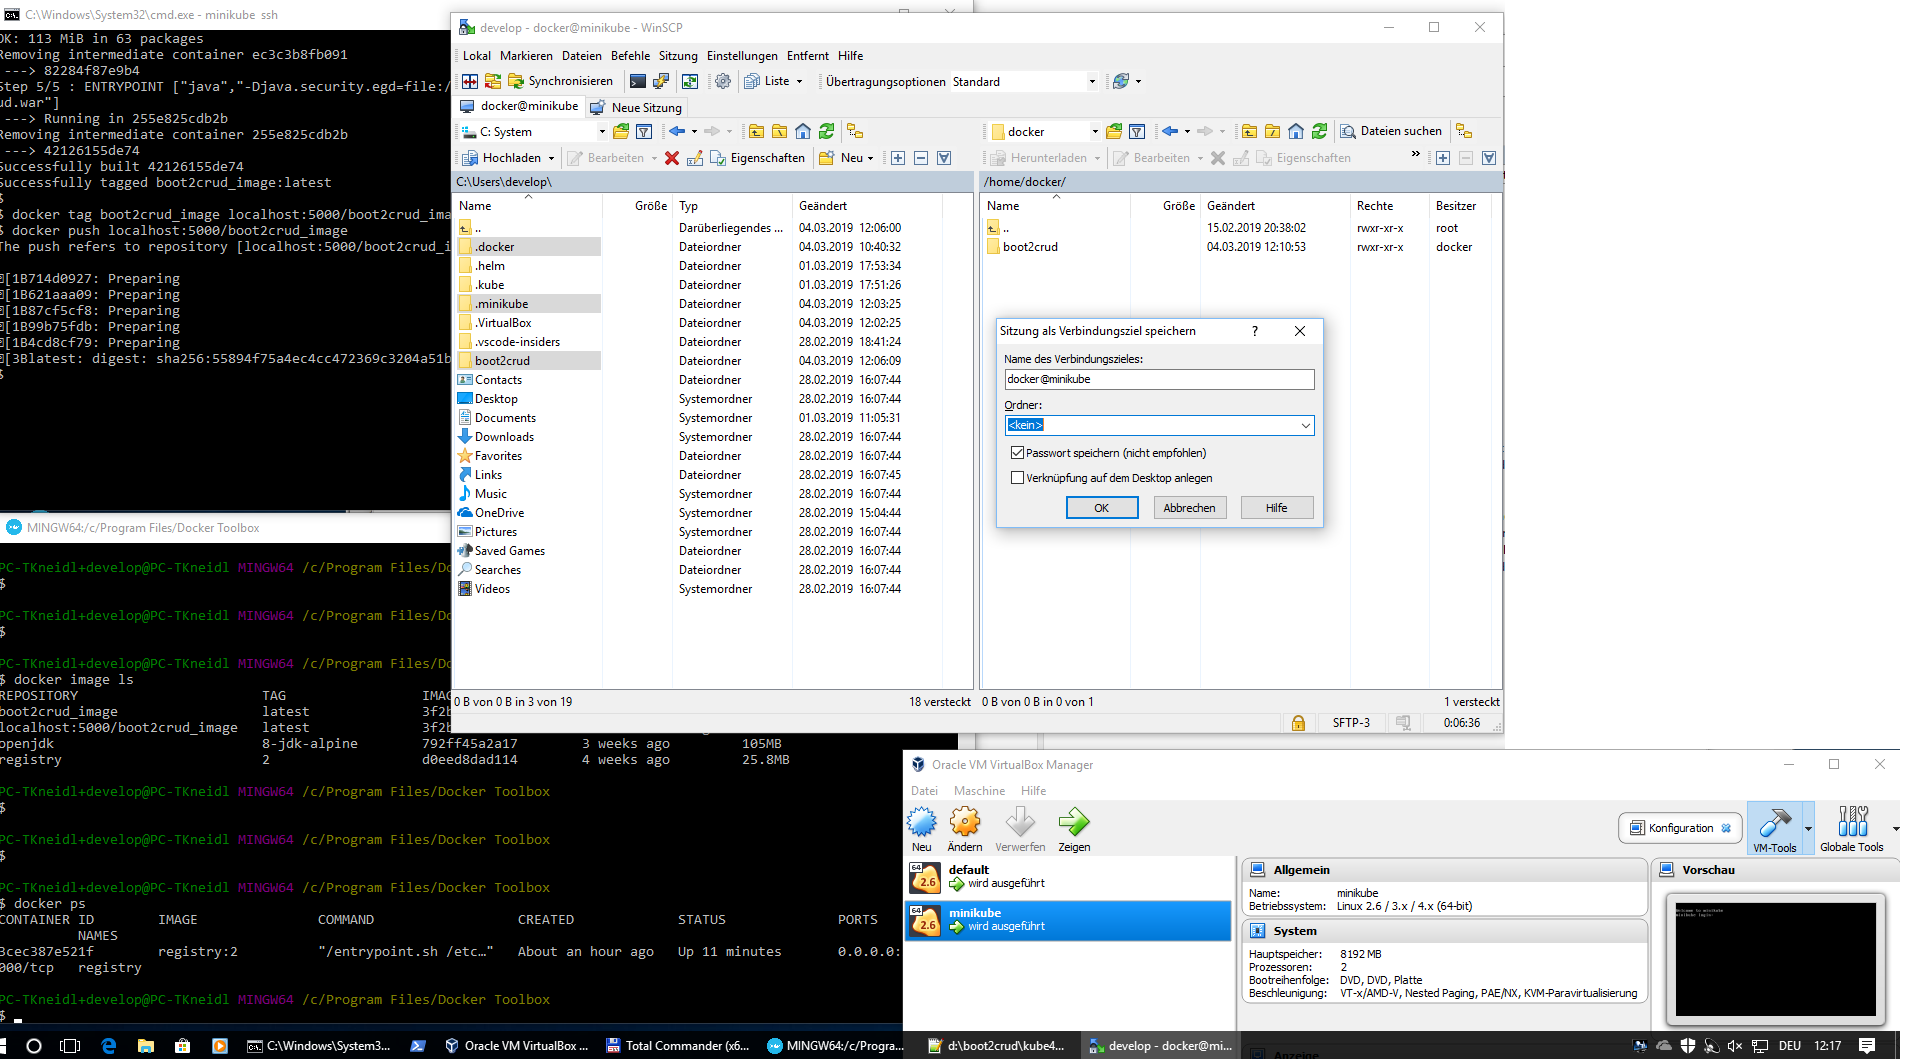 C:\Windows\System32\cmd.exe - minikube ssh
OK: 113 MiB in 63 packages
Removing intermediate container ec3c3b8fb091
---> 82284f87e9b4
Step 5/5 : ENTRYPOINT ["java","-Djava.security.egd=file:/
ud.war"]
---> Running in 255e825cdb2b
Removing intermediate container 255e825cdb2b
---> 42126155de74
Successfully built 42126155de74
Successfully tagged boot2crud_image:latest
$
$ docker tag boot2crud_image localhost:5000/boot2crud_ima
$ docker push localhost:5000/boot2crud_image
The push refers to repository [localhost:5000/boot2crud_i
[1B714d0927: Preparing
[1B621aaa09: Preparing
[1B87cf5cf8: Preparing
[1B99b75fdb: Preparing
[1B4cd8cf79: Preparing
[3Blatest: digest: sha256:55894f75a4ec4cc472369c3204a51b
$
MINGW64:/c/Program Files/Docker Toolbox
PC-TKneidl+develop@PC-TKneidl MINGW64 /c/Program Files/Do
$
PC-TKneidl+develop@PC-TKneidl MINGW64 /c/Program Files/Do
$
PC-TKneidl+develop@PC-TKneidl MINGW64 /c/Program Files/Do
$ docker image ls
REPOSITORY TAG IMAG
boot2crud_image latest 3f2b
localhost:5000/boot2crud_image latest 3f2b
openjdk 8-jdk-alpine 792ff45a2a17 3 weeks ago 105MB
registry 2 d0eed8dad114 4 weeks ago 25.8MB
PC-TKneidl+develop@PC-TKneidl MINGW64 /c/Program Files/Docker Toolbox
$
PC-TKneidl+develop@PC-TKneidl MINGW64 /c/Program Files/Docker Toolbox
$
PC-TKneidl+develop@PC-TKneidl MINGW64 /c/Program Files/Docker Toolbox
$ docker ps
CONTAINER ID IMAGE COMMAND CREATED STATUS PORTS
NAMES
3cec387e521f registry:2 "/entrypoint.sh /etc…" About an hour ago Up 11 minutes 0.0.0.0:
000/tcp registry
PC-TKneidl+develop@PC-TKneidl MINGW64 /c/Program Files/Docker Toolbox
$
develop - docker@minikube - WinSCP
Lokal Markieren Dateien Befehle Sitzung Einstellungen Entfernt Hilfe
Synchronisieren Liste Übertragungsoptionen Standard
docker@minikube Neue Sitzung
C: System
Hochladen Bearbeiten Eigenschaften Neu
C:\Users\develop\
Name Größe Typ Geändert
.. Darüberliegendes ... 04.03.2019 12:06:00
.docker Dateiordner 04.03.2019 10:40:32
.helm Dateiordner 01.03.2019 17:53:34
.kube Dateiordner 01.03.2019 17:51:26
.minikube Dateiordner 04.03.2019 12:03:25
.VirtualBox Dateiordner 04.03.2019 12:02:25
.vscode-insiders Dateiordner 28.02.2019 18:41:24
boot2crud Dateiordner 04.03.2019 12:06:09
Contacts Dateiordner 28.02.2019 16:07:44
Desktop Systemordner 28.02.2019 16:07:44
Documents Systemordner 01.03.2019 11:05:31
Downloads Systemordner 28.02.2019 16:07:44
Favorites Dateiordner 28.02.2019 16:07:44
Links Dateiordner 28.02.2019 16:07:45
Music Systemordner 28.02.2019 16:07:44
OneDrive Systemordner 28.02.2019 15:04:44
Pictures Systemordner 28.02.2019 16:07:44
Saved Games Dateiordner 28.02.2019 16:07:44
Searches Dateiordner 28.02.2019 16:07:44
Videos Systemordner 28.02.2019 16:07:44
0 B von 0 B in 3 von 19 18 versteckt
docker Dateien suchen
Herunterladen Bearbeiten Eigenschaften »
/home/docker/
Name Größe Geändert Rechte Besitzer
.. 15.02.2019 20:38:02 rwxr-xr-x root
boot2crud 04.03.2019 12:10:53 rwxr-xr-x docker
0 B von 0 B in 0 von 1 1 versteckt
SFTP-3 0:06:36
Sitzung als Verbindungsziel speichern ?
Name des Verbindungszieles:
docker@minikube
Ordner:
<kein>
Passwort speichern (nicht empfohlen)
Verknüpfung auf dem Desktop anlegen
OK Abbrechen Hilfe
Oracle VM VirtualBox Manager
Datei Maschine Hilfe
Neu Ändern Verwerfen Zeigen
Konfiguration VM-Tools Globale Tools
64 2.6 default
wird ausgeführt
64 2.6 minikube
wird ausgeführt
Allgemein
Name: minikube
Betriebssystem: Linux 2.6 / 3.x / 4.x (64-bit)
System
Hauptspeicher: 8192 MB
Prozessoren: 2
Bootreihenfolge: DVD, DVD, Platte
Beschleunigung: VT-x/AMD-V, Nested Paging, PAE/NX, KVM-Paravirtualisierung
Anzeige
Vorschau
C:\Windows\System3... Oracle VM VirtualBox ... Total Commander (x6... MINGW64:/c/Progra... d:\boot2crud\kube4... develop - docker@mi...
DEU 12:17